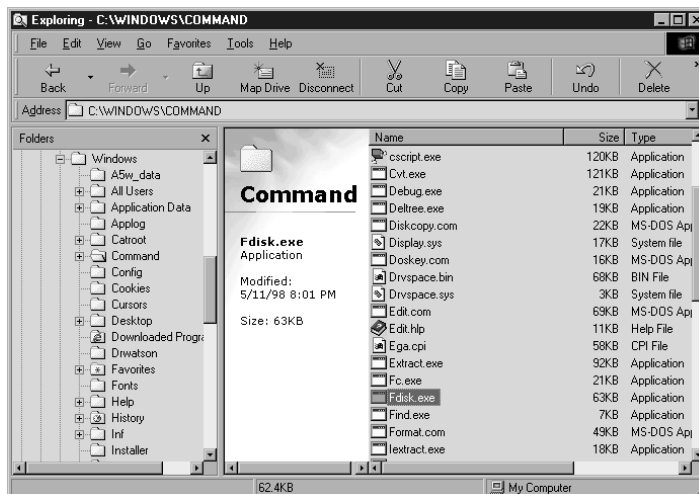 Exploring - C:\WINDOWS\COMMAND
File Edit View Go Favorites Tools Help
Back Forward Up Map Drive Disconnect Cut Copy Paste Undo Delete
Address C:\WINDOWS\COMMAND
Folders
Windows
A5w_data
All Users
Application Data
Applog
Catroot
Command
Config
Cookies
Cursors
Desktop
Downloaded Progra
Drwatson
Favorites
Fonts
Help
History
Inf
Installer
Command
Fdisk.exe
Application
Modified:
5/11/98 8:01 PM
Size: 63KB
Name Size Type
cscript.exe 120KB Application
Cvt.exe 121KB Application
Debug.exe 21KB Application
Deltree.exe 19KB Application
Diskcopy.com 22KB MS-DOS App
Display.sys 17KB System file
Doskey.com 16KB MS-DOS App
Drvspace.bin 68KB BIN File
Drvspace.sys 3KB System file
Edit.com 69KB MS-DOS App
Edit.hlp 11KB Help File
Ega.cpi 58KB CPI File
Extract.exe 92KB Application
Fc.exe 21KB Application
Fdisk.exe 63KB Application
Find.exe 7KB Application
Format.com 49KB MS-DOS App
Iextract.exe 18KB Application
62.4KB My Computer